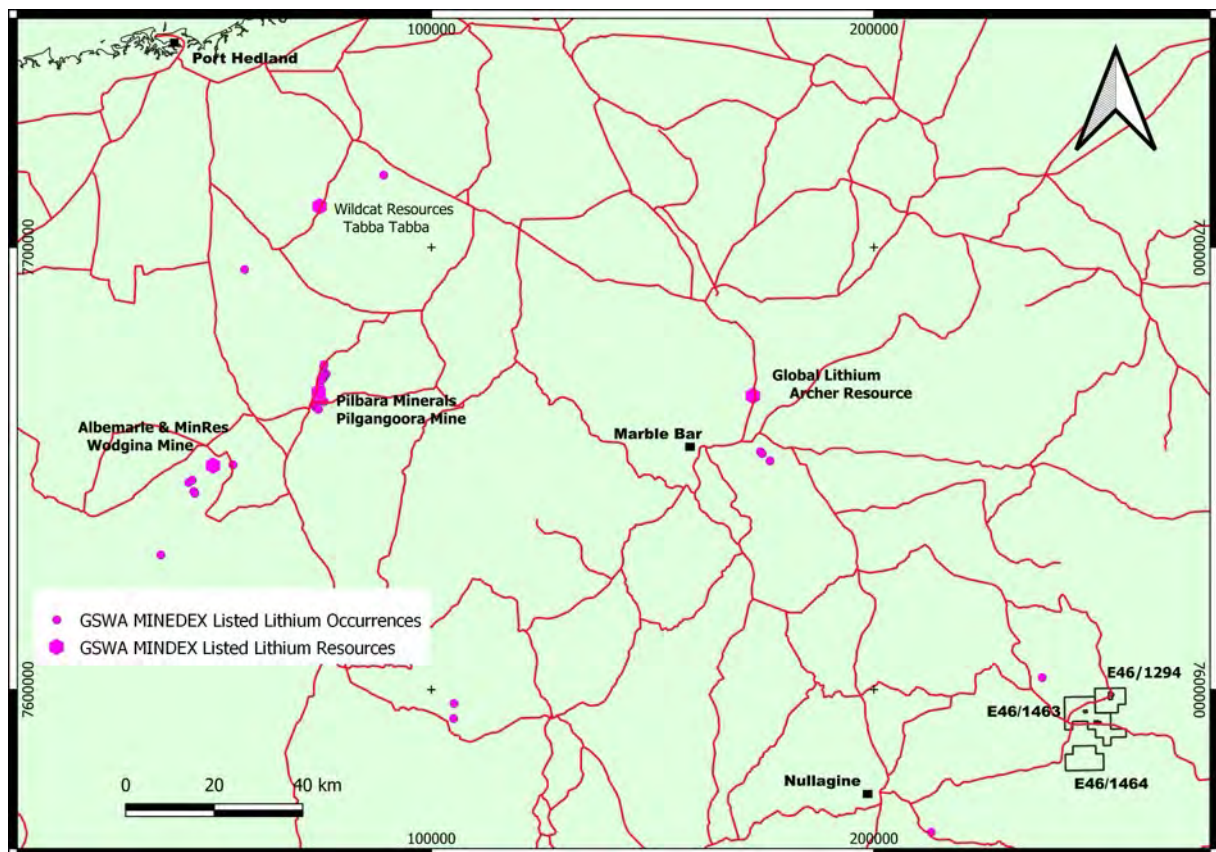 100000
200000
Port Hedland
Wildcat Resources
Tabba Tabba
7700000
7700000
Global Lithium
Archer Resource
Pilbara Minerals
Pilgangoora Mine
Albemarle & MinRes
Wodgina Mine
Marble Bar
GSWA MINEDEX Listed Lithium Occurrences
GSWA MINDEX Listed Lithium Resources
E46/1294
7600000
7600000
E46/1463
E46/1464
Nullagine
0 20 40 km
100000
200000